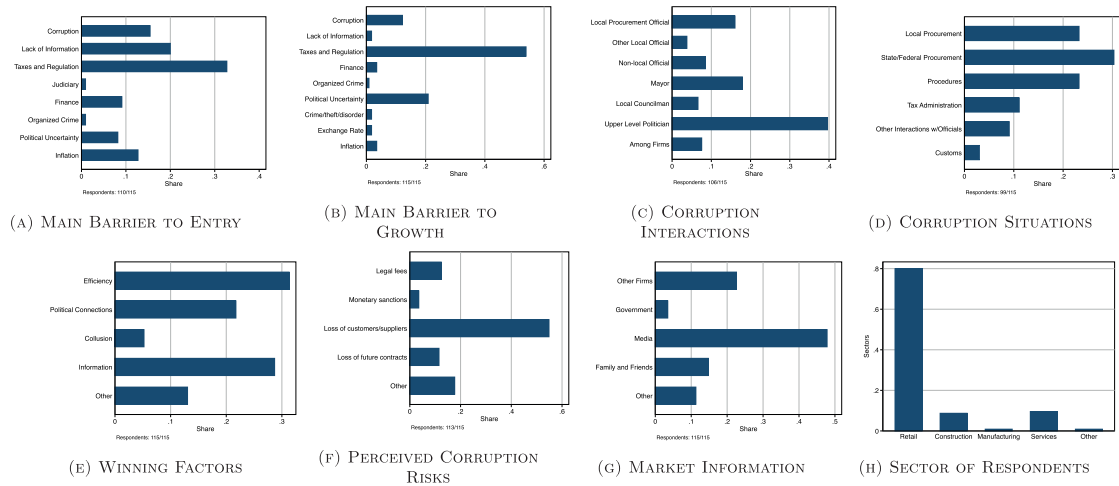 Corruption
Lack of Information
Taxes and Regulation
Judiciary
Finance
Organized Crime
Political Uncertainty
Inflation
0 .1 .2 .3 .4
Share
Respondents: 110/115
(A) Main Barrier to Entry
Corruption
Lack of Information
Taxes and Regulation
Finance
Organized Crime
Political Uncertainty
Crime/theft/disorder
Exchange Rate
Inflation
0 .2 .4 .6
Share
Respondents: 115/115
(B) Main Barrier to
Growth
Local Procurement Official
Other Local Official
Non-local Official
Mayor
Local Councilman
Upper Level Politician
Among Firms
0 .1 .2 .3 .4
Share
Respondents: 106/115
(C) Corruption
Interactions
Local Procurement
State/Federal Procurement
Procedures
Tax Administration
Other Interactions w/Officials
Customs
0 .1 .2 .3
Share
Respondents: 99/115
(D) Corruption Situations
Efficiency
Political Connections
Collusion
Information
Other
0 .1 .2 .3
Share
Respondents: 115/115
(E) Winning Factors
Legal fees
Monetary sanctions
Loss of customers/suppliers
Loss of future contracts
Other
0 .2 .4 .6
Share
Respondents: 113/115
(F) Perceived Corruption
Risks
Other Firms
Government
Media
Family and Friends
Other
0 .1 .2 .3 .4 .5
Share
Respondents: 115/115
(G) Market Information
.8
.6
.4
.2
0
Sectors
Retail Construction Manufacturing Services Other
(H) Sector of Respondents